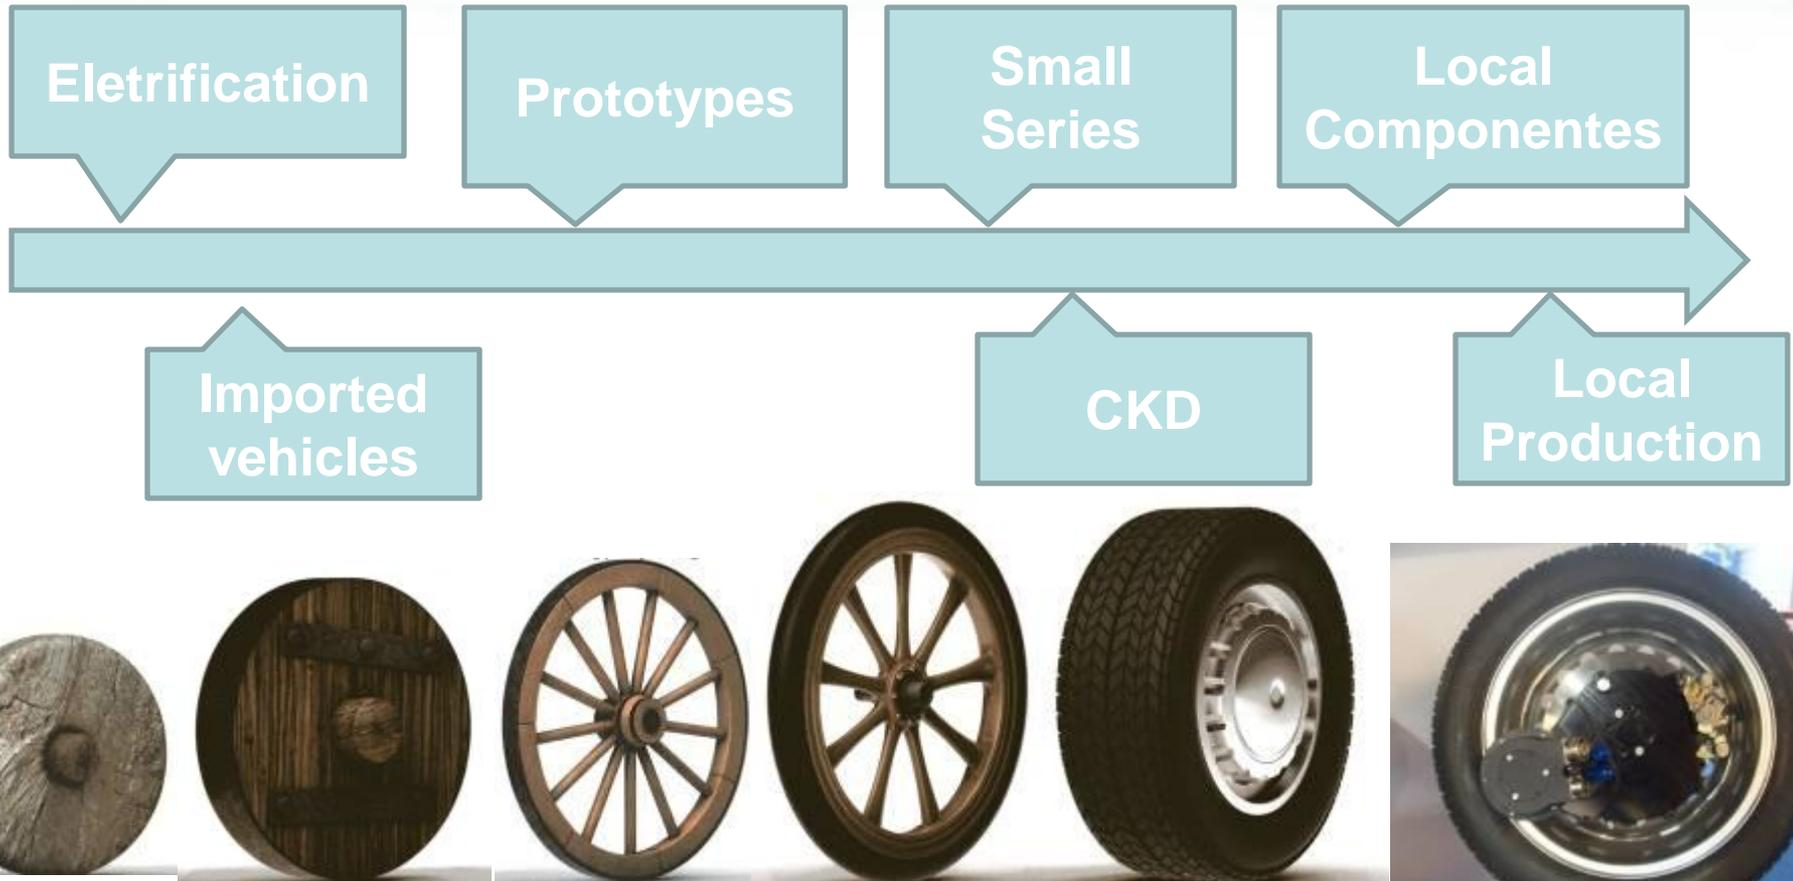 Eletrification
Prototypes
Small
Series
Local
Componentes
Imported
vehicles
CKD
Local
Production